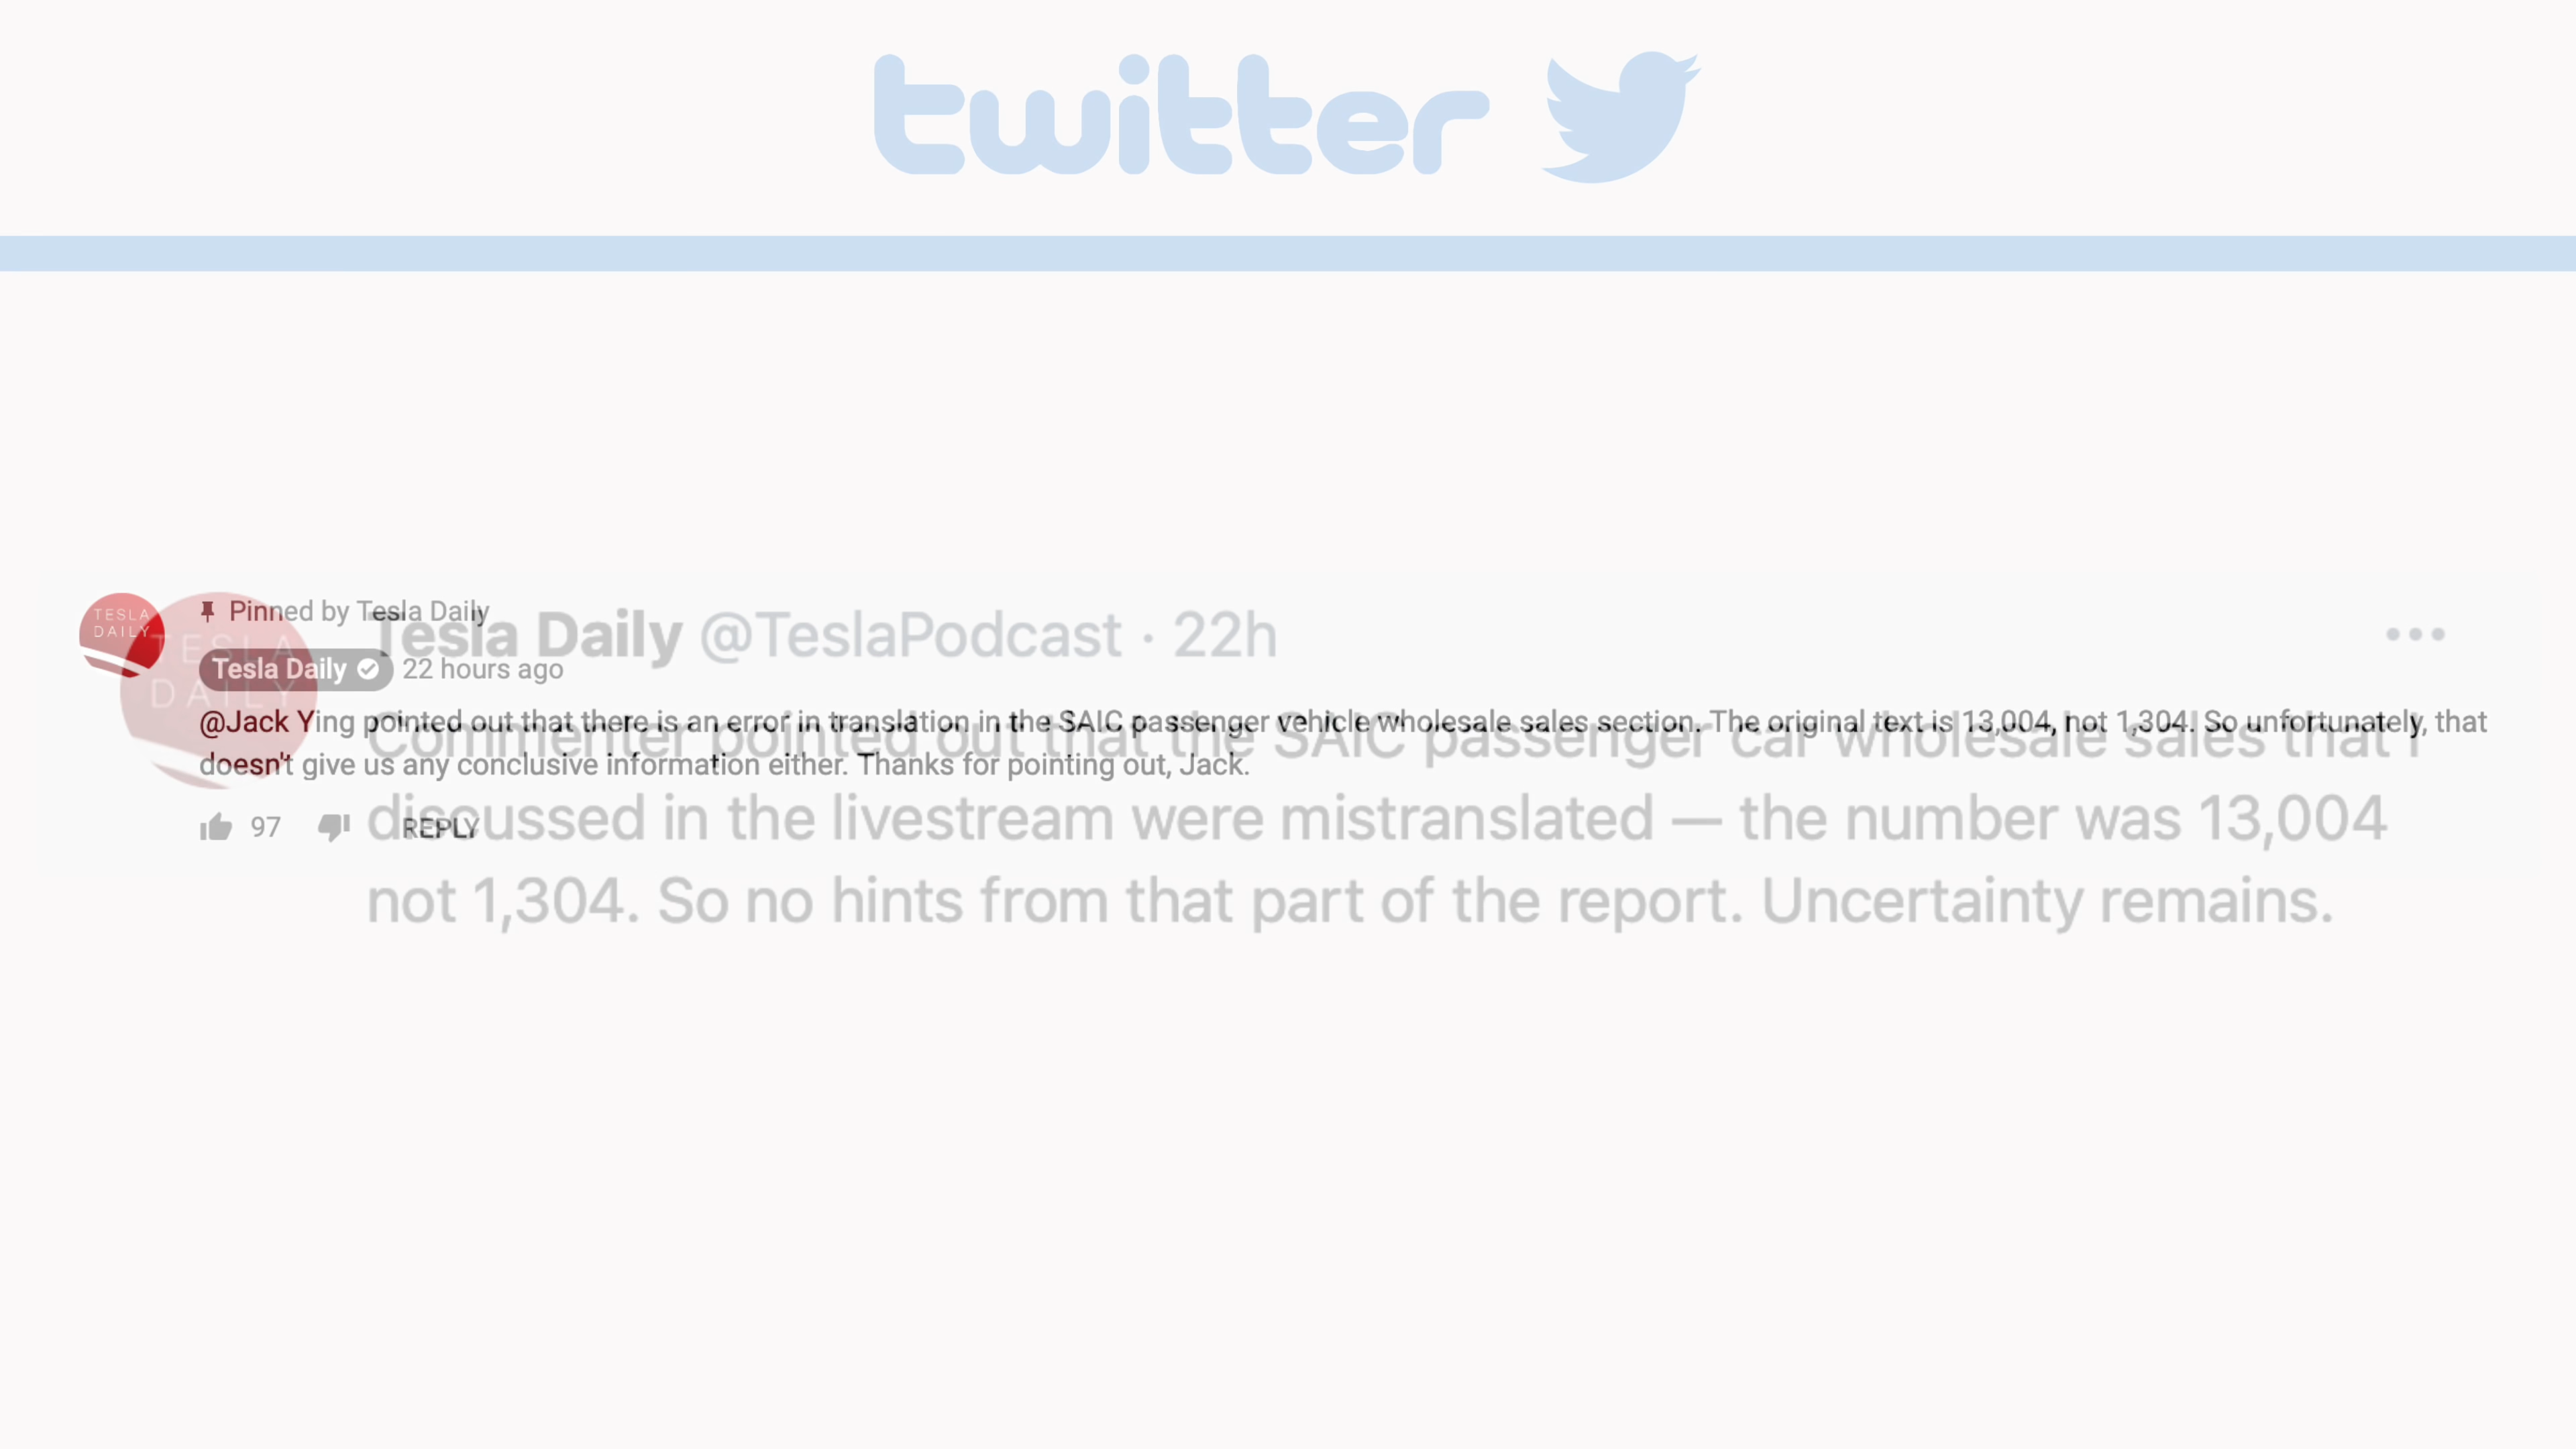 twitter
TESLA
DAILY
Pinned by Tesla Daily
Tesla Daily 22 hours ago
@Jack Ying pointed out that there is an error in translation in the SAIC passenger vehicle wholesale sales section. The original text is 13,004, not 1,304. So unfortunately, that
doesn't give us any conclusive information either. Thanks for pointing out, Jack.
97 REPLY
TESLA
DAILY
Tesla Daily @TeslaPodcast · 22h
Commenter pointed out that the SAIC passenger car wholesale sales that I
discussed in the livestream were mistranslated — the number was 13,004
not 1,304. So no hints from that part of the report. Uncertainty remains.